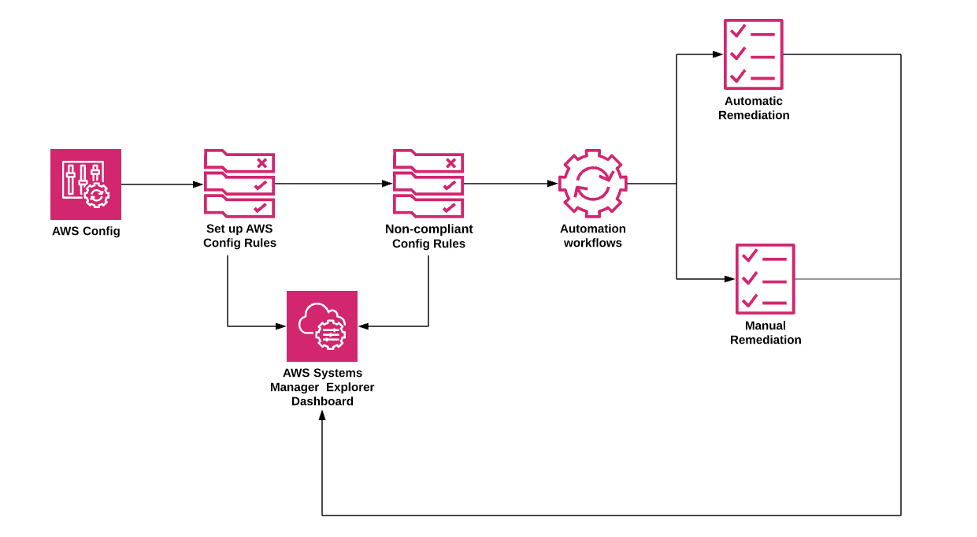 Automatic
Remediation
AWS Config
Set up AWS
Config Rules
Non-compliant
Config Rules
Automation
workflows
Manual
Remediation
AWS Systems
Manager  Explorer
Dashboard